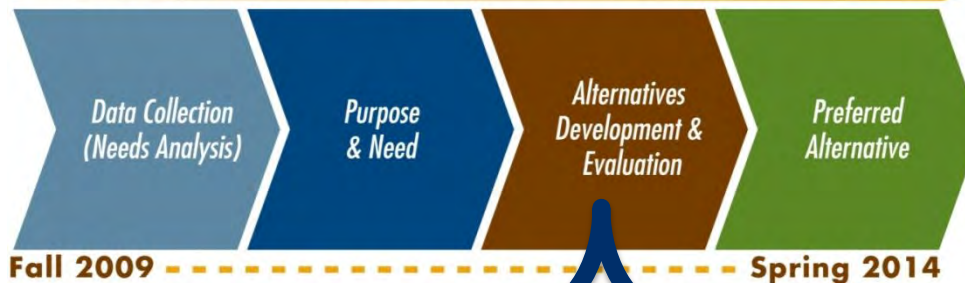 Data Collection
(Needs Analysis)
Purpose
& Need
Alternatives
Development &
Evaluation
Preferred
Alternative
Fall 2009
Spring 2014